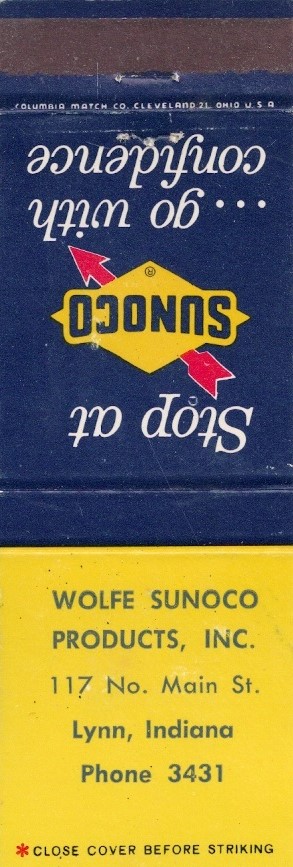 COLUMBIA MATCH CO. CLEVELAND 21, OHIO U.S.A
Stop at
SUNOCO
®
...go with
confidence
WOLFE SUNOCO
PRODUCTS, INC.
117 No. Main St.
Lynn, Indiana
Phone 3431
*CLOSE COVER BEFORE STRIKING